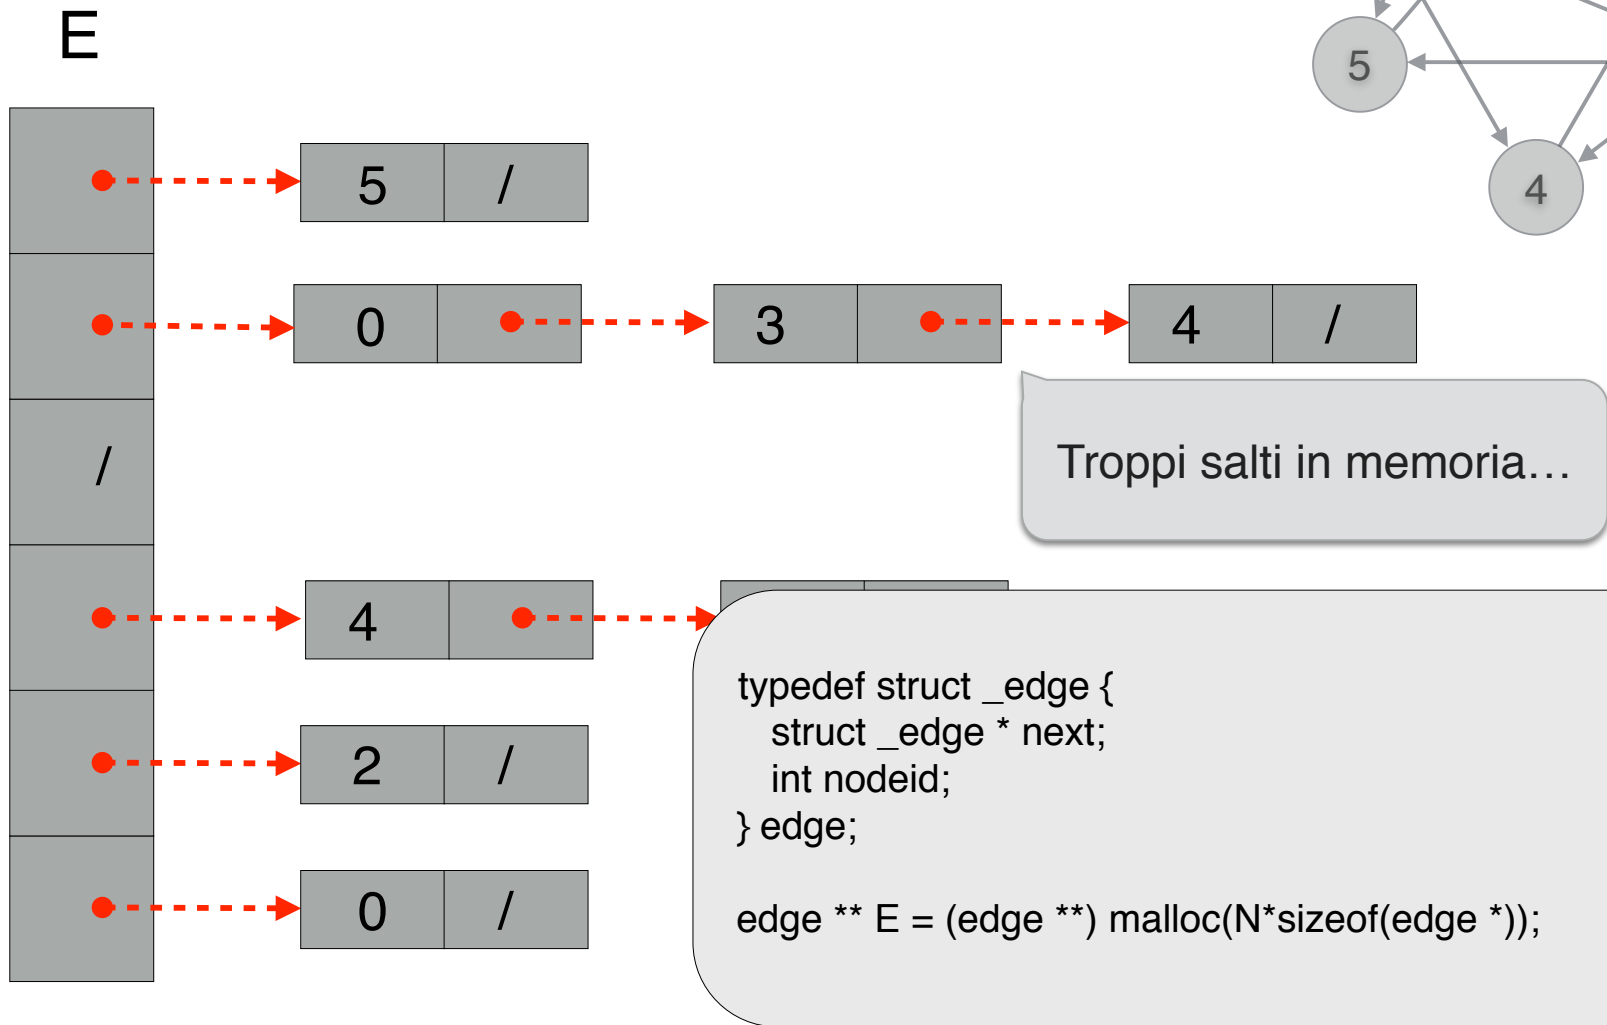 E
5
4
5 /
0 3 4 /
/
Troppi salti in memoria…
4
typedef struct _edge {
struct _edge * next;
int nodeid;
} edge;
2 /
0 /
edge ** E = (edge **) malloc(N*sizeof(edge *));